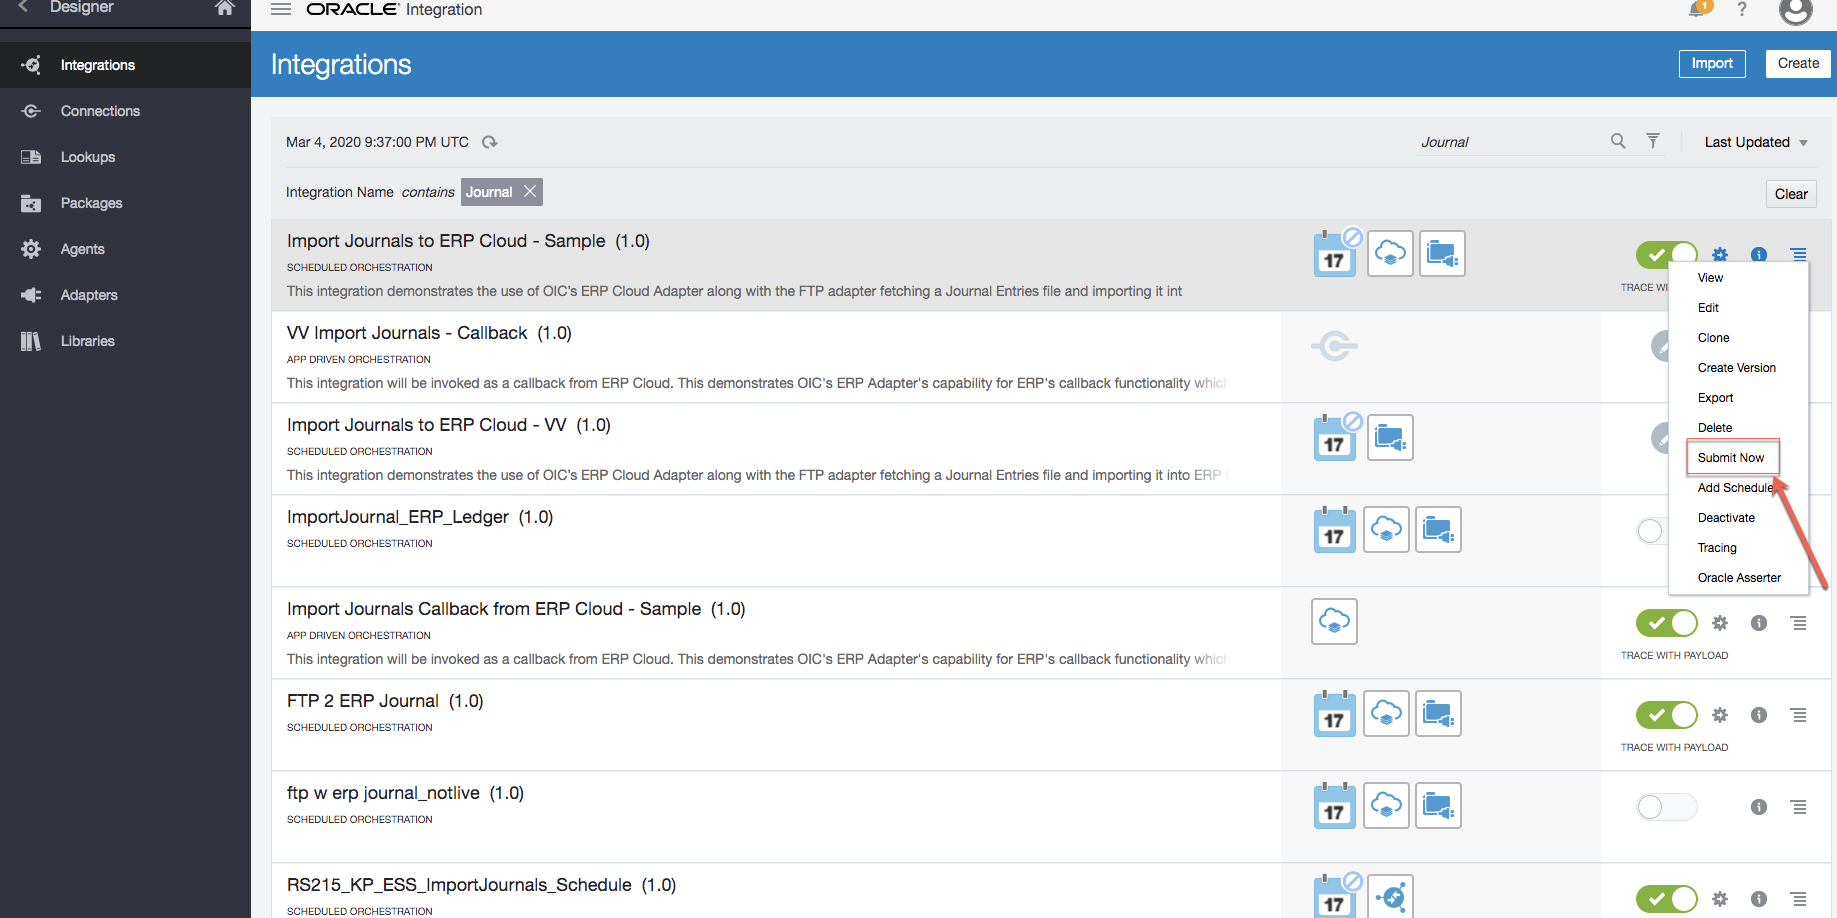 Designer
ORACLE Integration
1
?
Integrations
Connections
Lookups
Packages
Agents
Adapters
Libraries
Integrations
Import
Create
Mar 4, 2020 9:37:00 PM UTC
Journal
Last Updated
Integration Name contains Journal
Clear
Import Journals to ERP Cloud - Sample (1.0)
SCHEDULED ORCHESTRATION
This integration demonstrates the use of OIC's ERP Cloud Adapter along with the FTP adapter fetching a Journal Entries file and importing it int
17
TRACE WI
View
Edit
Clone
Create Version
Export
Delete
Submit Now
Add Schedule
Deactivate
Tracing
Oracle Asserter
VV Import Journals - Callback (1.0)
APP DRIVEN ORCHESTRATION
This integration will be invoked as a callback from ERP Cloud. This demonstrates OIC's ERP Adapter's capability for ERP's callback functionality which
Import Journals to ERP Cloud - VV (1.0)
SCHEDULED ORCHESTRATION
This integration demonstrates the use of OIC's ERP Cloud Adapter along with the FTP adapter fetching a Journal Entries file and importing it into ERP
17
ImportJournal_ERP_Ledger (1.0)
SCHEDULED ORCHESTRATION
17
Import Journals Callback from ERP Cloud - Sample (1.0)
APP DRIVEN ORCHESTRATION
This integration will be invoked as a callback from ERP Cloud. This demonstrates OIC's ERP Adapter's capability for ERP's callback functionality which
TRACE WITH PAYLOAD
FTP 2 ERP Journal (1.0)
SCHEDULED ORCHESTRATION
17
TRACE WITH PAYLOAD
ftp w erp journal_notlive (1.0)
SCHEDULED ORCHESTRATION
17
RS215_KP_ESS_ImportJournals_Schedule (1.0)
SCHEDULED ORCHESTRATION
17